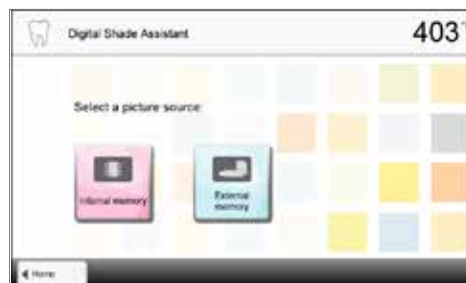 Digital Shade Assistant
403°
Select a picture source:
Internal memory
External
memory
Home